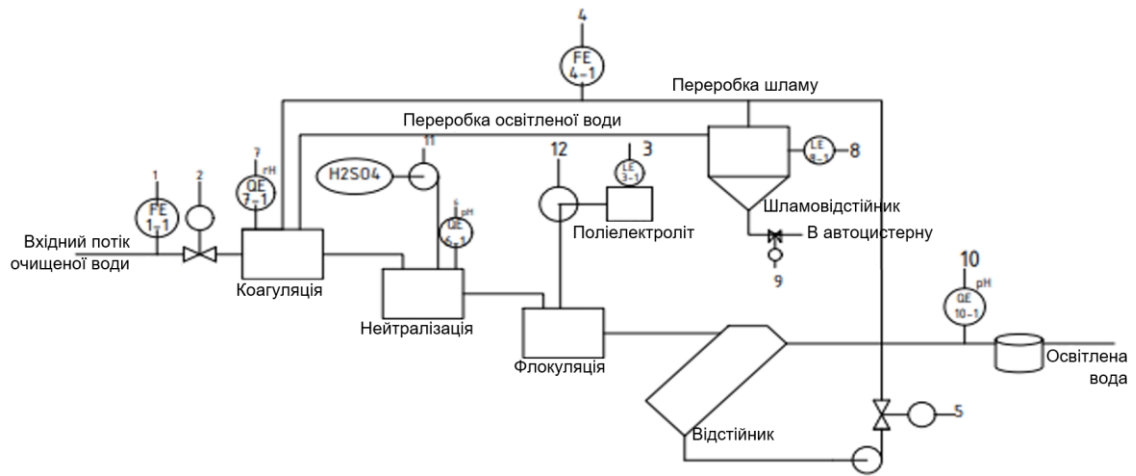 4
FE
4-1
Переробка шламу
Переробка освітленої води
11
12
3
LE
3-1
LE
8-1
8
7
rH
QE
7-1
H2SO4
1
2
FE
1-1
6
pH
QE
6-1
Поліелектроліт
Шламовідстійник
В автоцистерну
9
Вхідний потік
очищеної води
Коагуляція
Нейтралізація
Флокуляція
10
pH
QE
10-1
Освітлена
вода
5
Відстійник